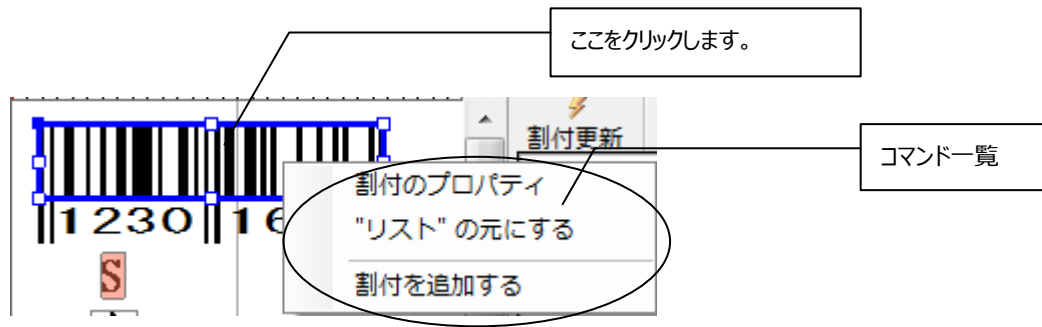 ここをクリックします。
割付更新
コマンド一覧
割付のプロパティ
"リスト" の元にする
割付を追加する
1230 16
S